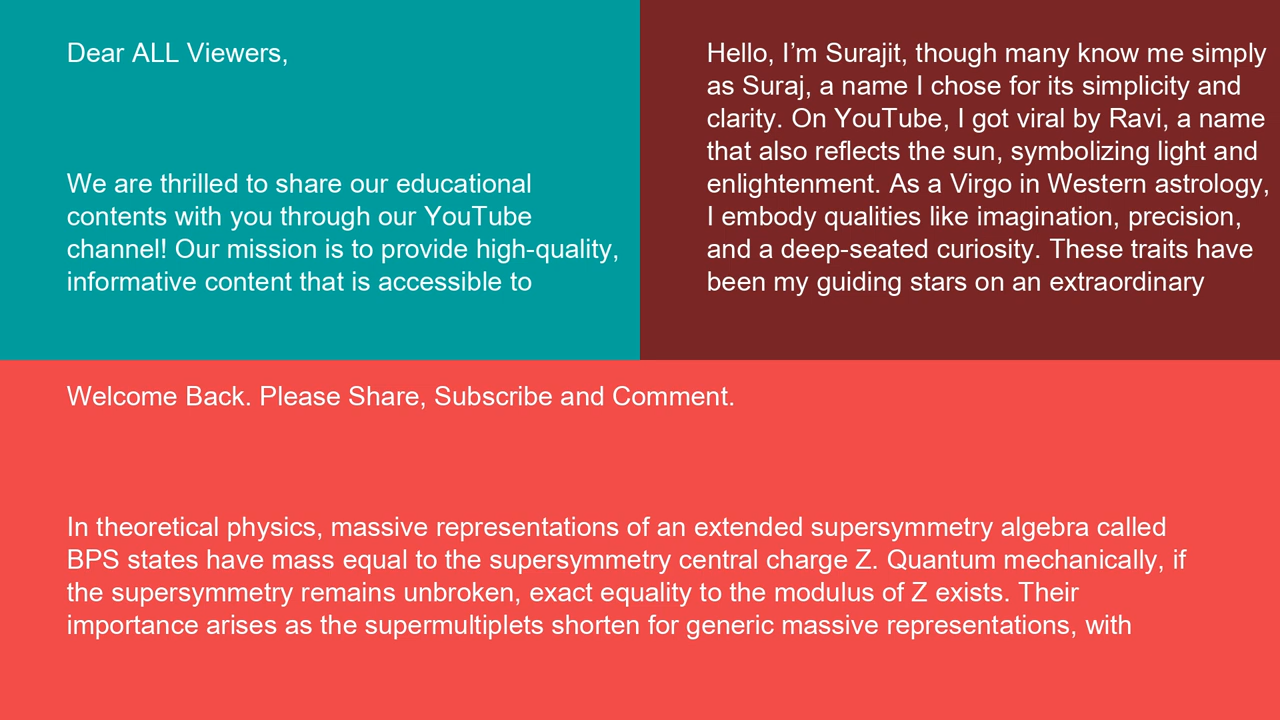 Dear ALL Viewers,
We are thrilled to share our educational
contents with you through our YouTube
channel! Our mission is to provide high-quality,
informative content that is accessible to
Hello, I’m Surajit, though many know me simply
as Suraj, a name I chose for its simplicity and
clarity. On YouTube, I got viral by Ravi, a name
that also reflects the sun, symbolizing light and
enlightenment. As a Virgo in Western astrology,
I embody qualities like imagination, precision,
and a deep-seated curiosity. These traits have
been my guiding stars on an extraordinary
Welcome Back. Please Share, Subscribe and Comment.
In theoretical physics, massive representations of an extended supersymmetry algebra called
BPS states have mass equal to the supersymmetry central charge Z. Quantum mechanically, if
the supersymmetry remains unbroken, exact equality to the modulus of Z exists. Their
importance arises as the supermultiplets shorten for generic massive representations, with